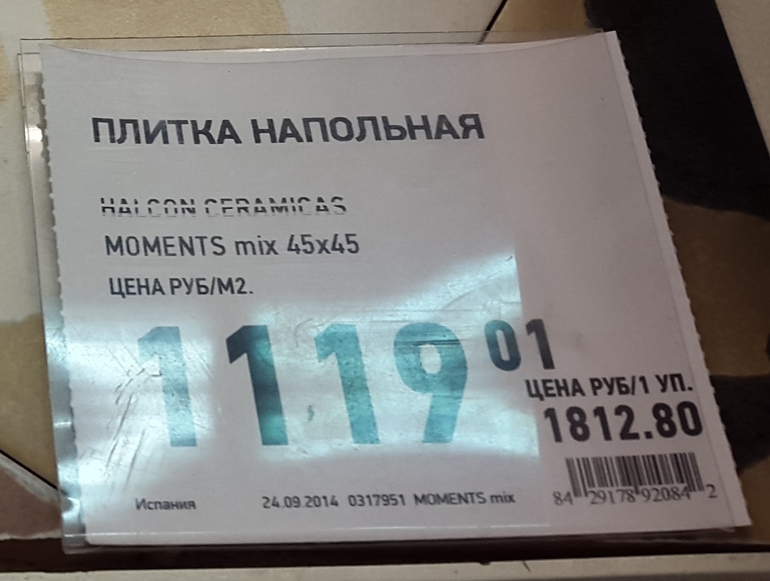 ПЛИТКА НАПОЛЬНАЯ
HALCON CERAMICAS
MOMENTS mix 45x45
ЦЕНА РУБ/М2.
1119 01
ЦЕНА РУБ/1 УП.
1812.80
Испания 24.09.2014 0317951 MOMENTS mix 84 29178 92084 2